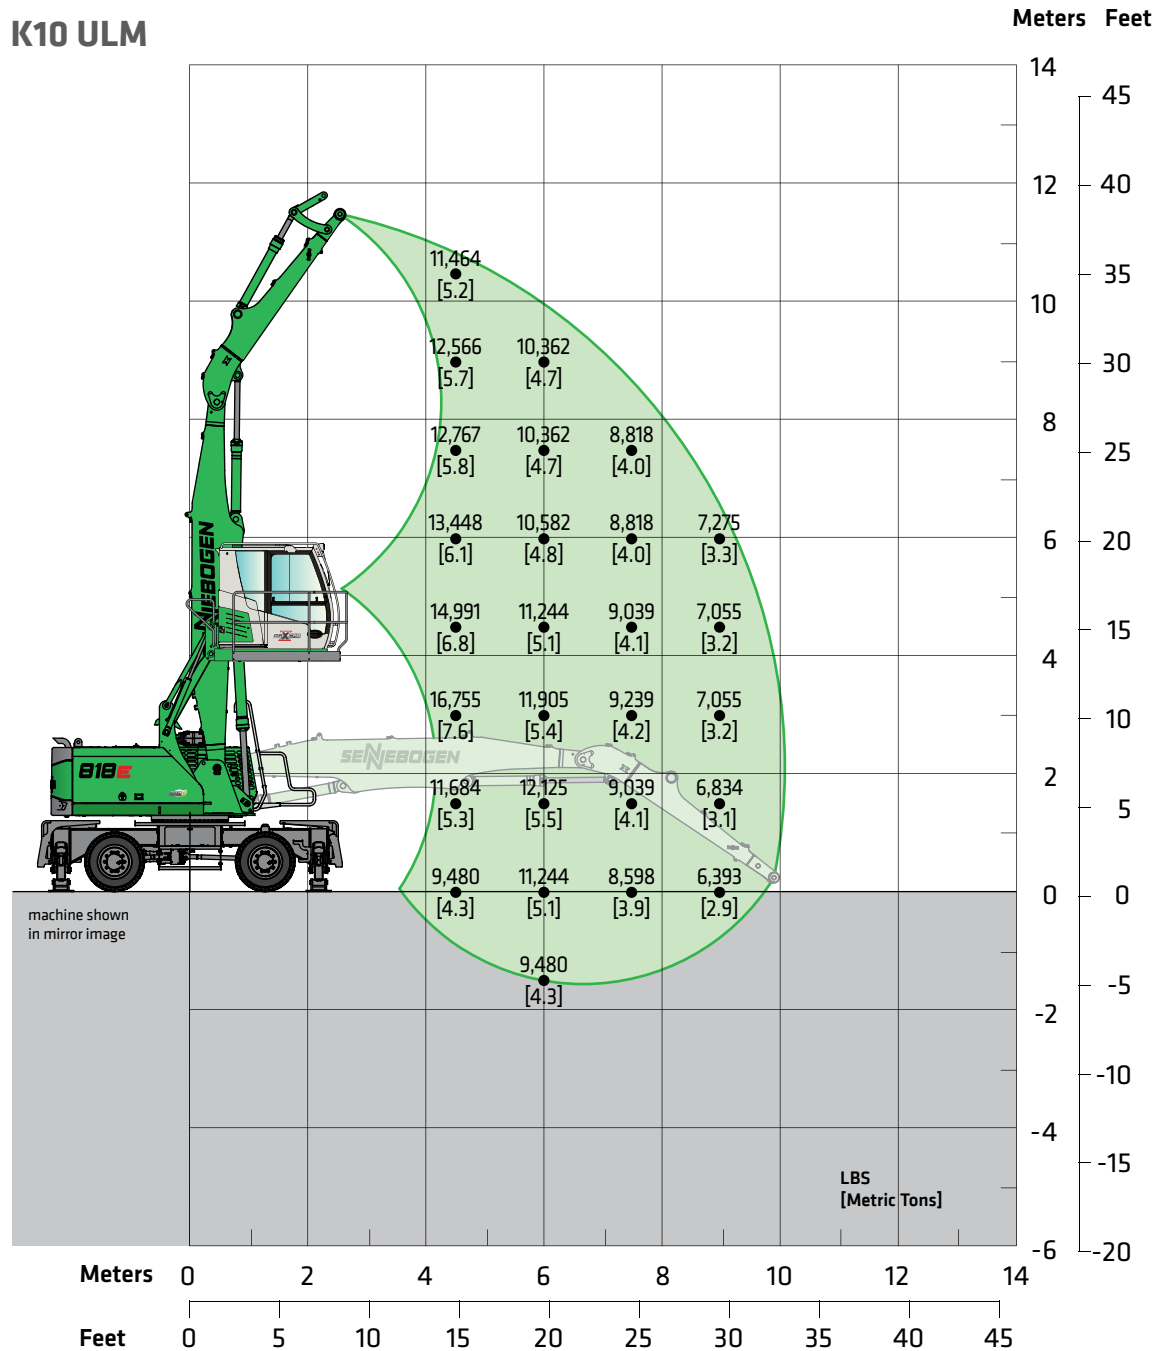 K10 ULM
Meters Feet
14
45
12
40
35
10
30
8
25
6
20
15
4
10
2
5
0
0
-5
-2
-10
-4
-15
-6
-20
11,464
[5.2]
12,566 10,362
[5.7] [4.7]
12,767 10,362 8,818
[5.8] [4.7] [4.0]
13,448 10,582 8,818 7,275
[6.1] [4.8] [4.0] [3.3]
14,991 11,244 9,039 7,055
[6.8] [5.1] [4.1] [3.2]
16,755 11,905 9,239 7,055
[7.6] [5.4] [4.2] [3.2]
11,684 12,125 9,039 6,834
[5.3] [5.5] [4.1] [3.1]
9,480 11,244 8,598 6,393
[4.3] [5.1] [3.9] [2.9]
9,480
[4.3]
NNEBOGEN
SENNEBOGEN
818E
machine shown
in mirror image
LBS
[Metric Tons]
Meters 0 2 4 6 8 10 12 14
Feet 0 5 10 15 20 25 30 35 40 45